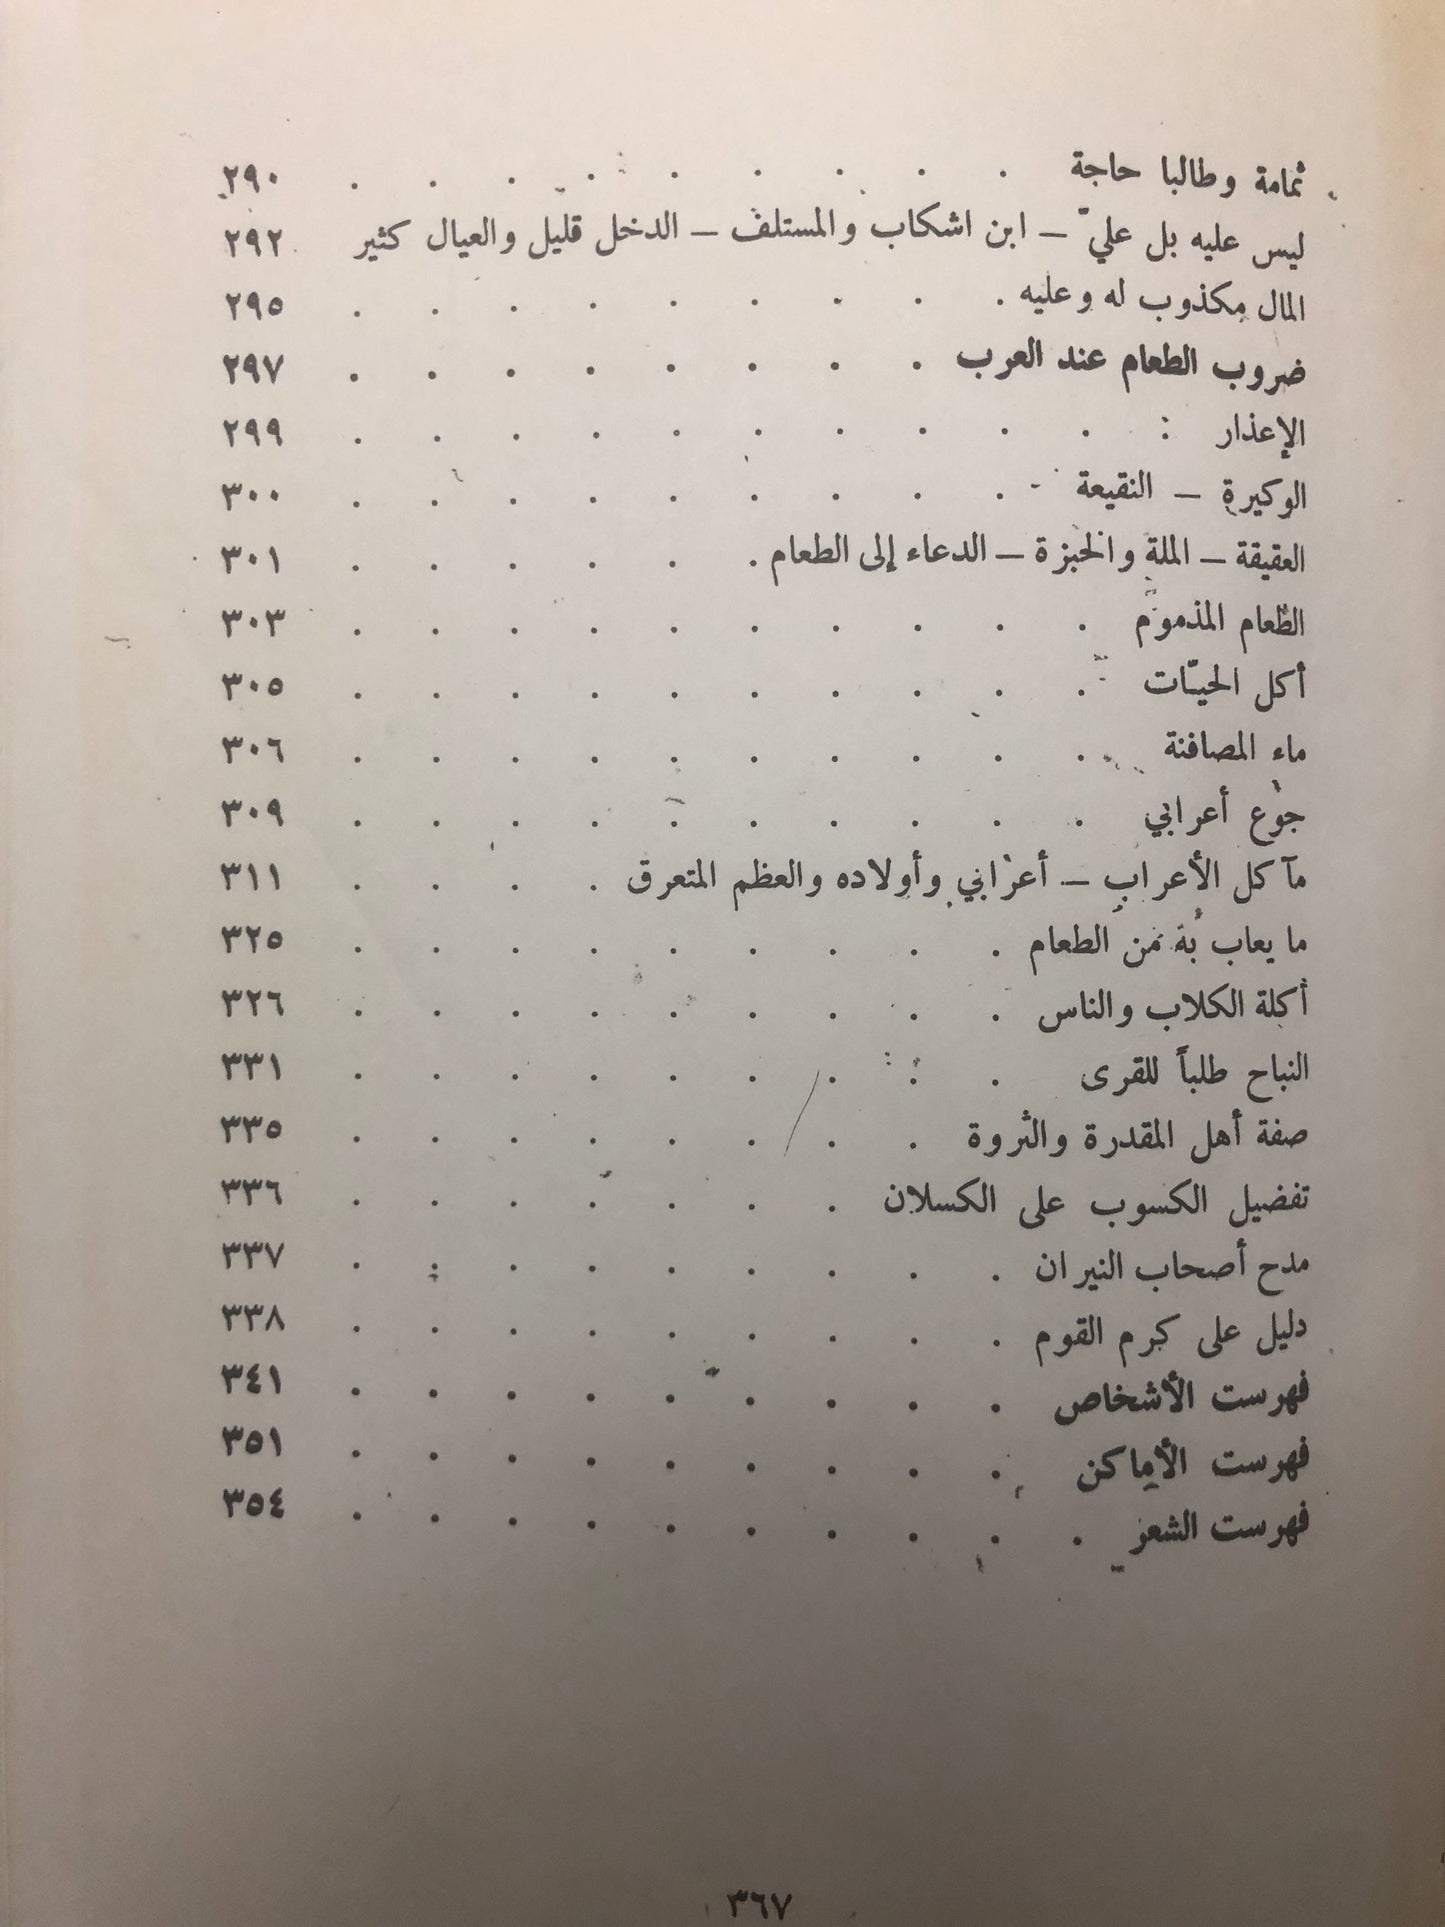 ثمامة وطالبا حاجة . . . . . . . . . ٢٩٠
ليس عليه بل عليّ – ابن اشكاب والمستلف – الدخل قليل والعيال كثير ٢٩٢
المال مكذوب له وعليه . . . . . . . . . ٢٩٥
ضروب الطعام عند العرب . . . . . . . . ٢٩٧
الإعذار . . . . . . . . . . . ٢٩٩
الوكيرة – النقيعة . . . . . . . . . ٣٠٠
العقيقة – الملة والخبزة – الدعاء إلى الطعام . . . . . . ٣٠١
الطعام المذموم . . . . . . . . . . ٣٠٣
أكل الحيّات . . . . . . . . . . ٣٠٥
ماء المصافنة . . . . . . . . . . ٣٠٦
جوع أعرابي . . . . . . . . . . ٣٠٩
مآكل الأعراب – أعرابي وأولاده والعظم المتعرق . . . . ٣١١
ما يعاب به من الطعام . . . . . . . . . ٣٢٥
أكلة الكلاب والناس . . . . . . . . . ٣٢٦
النباح طلباً للقرى . . . . . . . . . ٣٣١
صفة أهل المقدرة والثروة . . . . . . . . ٣٣٥
تفضيل الكسوب على الكسلان . . . . . . . ٣٣٦
مدح أصحاب النيران . . . . . . . . . ٣٣٧
دليل على كرم القوم . . . . . . . . . ٣٣٨
فهرست الأشخاص . . . . . . . . . ٣٤١
فهرست الأماكن . . . . . . . . . ٣٥١
فهرست الشعر . . . . . . . . . . ٣٥٤
٣٦٧